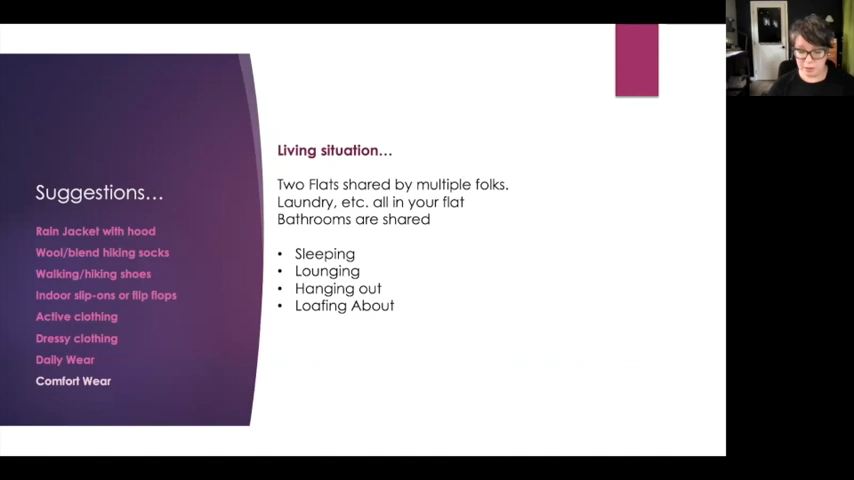 Suggestions…
Rain Jacket with hood
Wool/blend hiking socks
Walking/hiking shoes
Indoor slip-ons or flip flops
Active clothing
Dressy clothing
Daily Wear
Comfort Wear
Living situation…
Two Flats shared by multiple folks.
Laundry, etc. all in your flat
Bathrooms are shared
• Sleeping
• Lounging
• Hanging out
• Loafing About